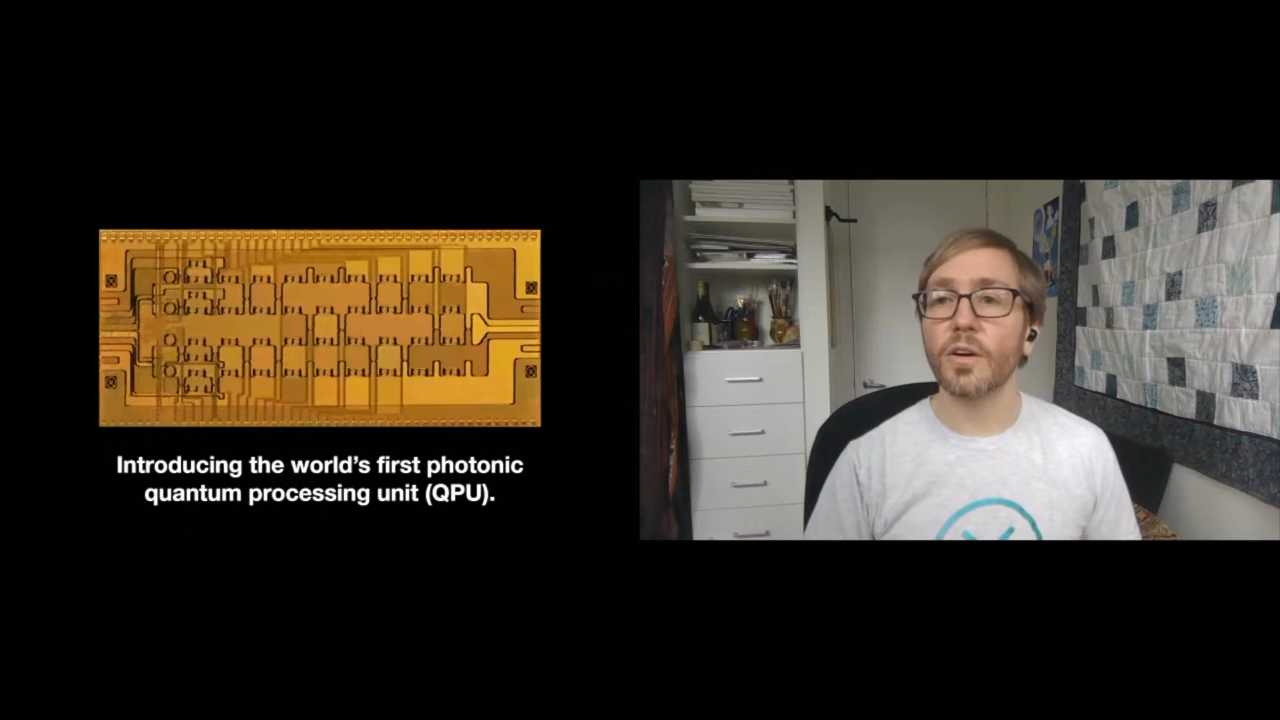 Introducing the world's first photonic
quantum processing unit (QPU).